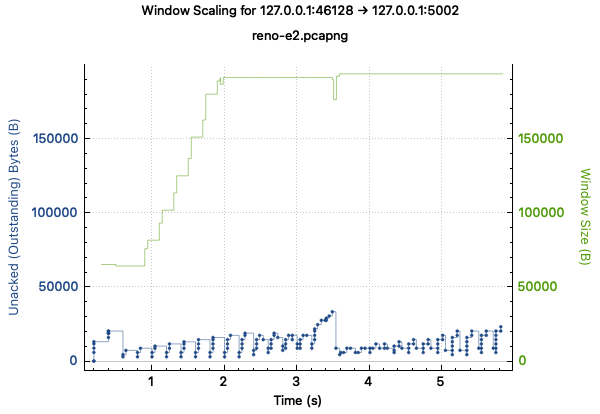 Window Scaling for 127.0.0.1:46128 → 127.0.0.1:5002
reno-e2.pcapng
Unacked (Outstanding) Bytes (B)
150000
100000
50000
0
150000
100000
50000
0
Window Size (B)
1 2 3 4 5
Time (s)